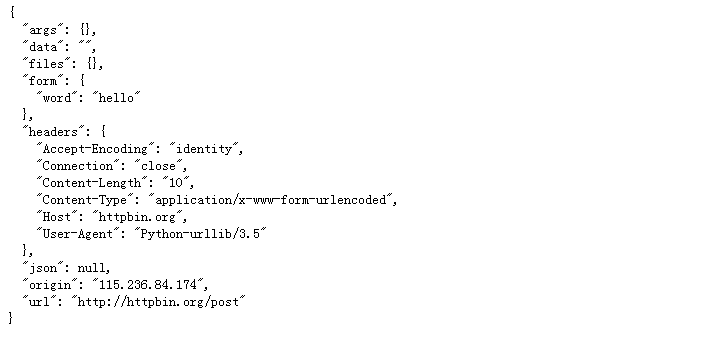 {
  "args": {},
  "data": "",
  "files": {},
  "form": {
    "word": "hello"
  },
  "headers": {
    "Accept-Encoding": "identity",
    "Connection": "close",
    "Content-Length": "10",
    "Content-Type": "application/x-www-form-urlencoded",
    "Host": "httpbin.org",
    "User-Agent": "Python-urllib/3.5"
  },
  "json": null,
  "origin": "115.236.84.174",
  "url": "http://httpbin.org/post"
}